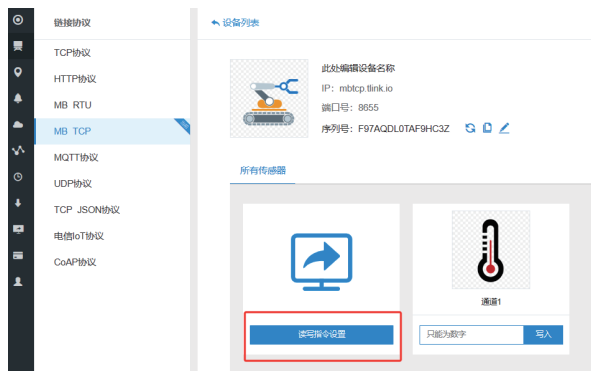 链接协议
设备列表
TCP协议
HTTP协议
MB RTU
MB TCP
MQTT协议
UDP协议
TCP JSON协议
电信IoT协议
CoAP协议
此处编辑设备名称
IP: mbtcp.tlink.io
端口号: 8655
序列号: F97AQDL0TAF9HC3Z
所有传感器
读写指令设置
通道1
只能为数字 写入